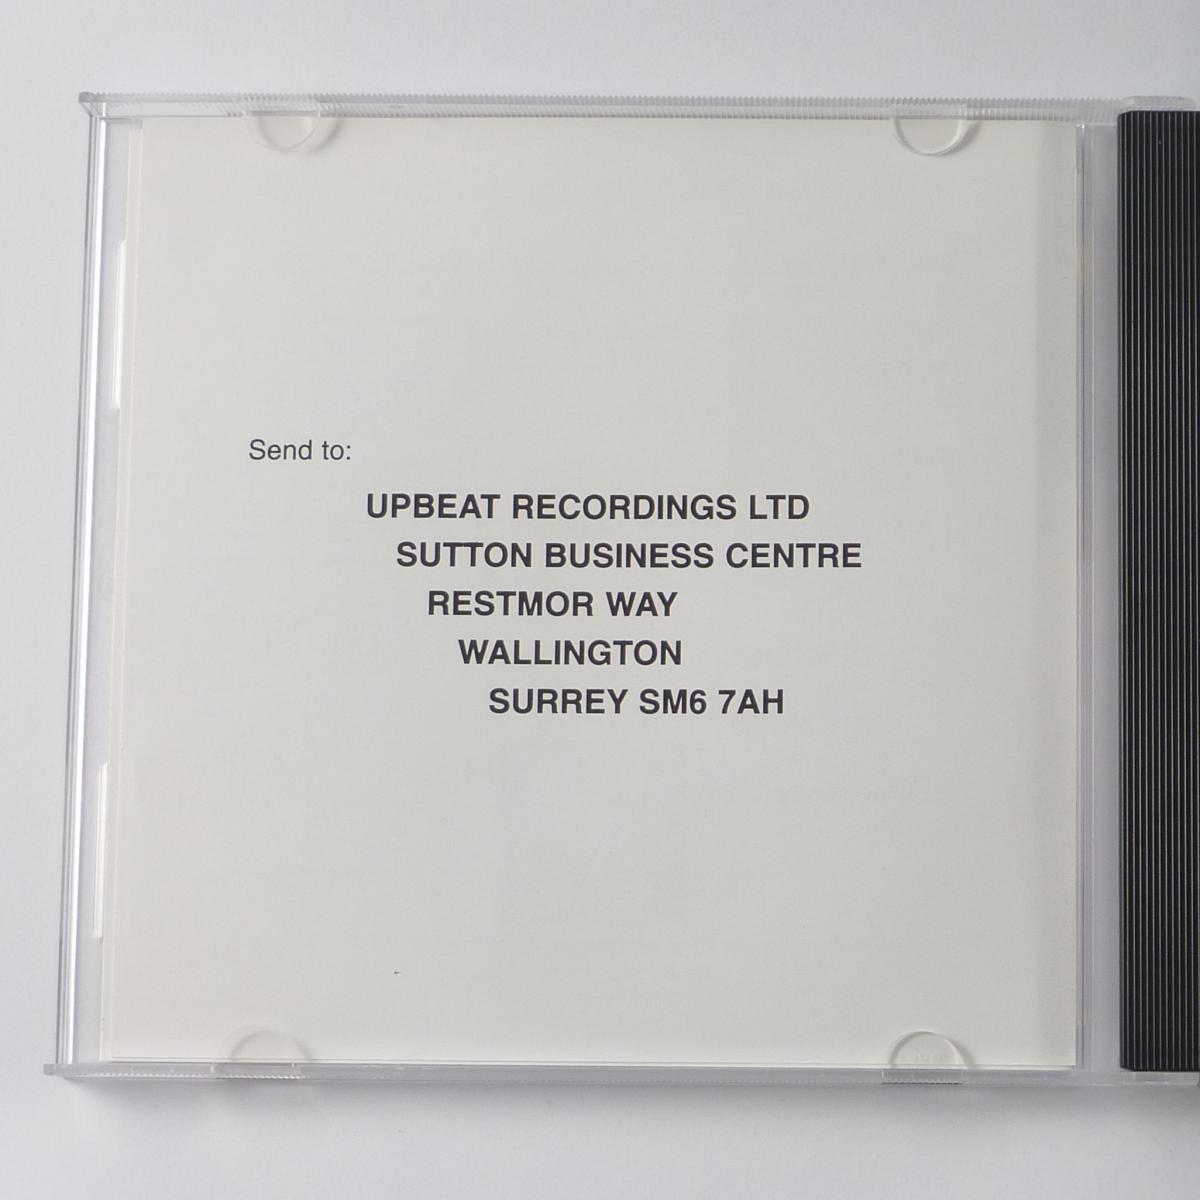 Send to:
UPBEAT RECORDINGS LTD
SUTTON BUSINESS CENTRE
RESTMOR WAY
WALLINGTON
SURREY SM6 7AH